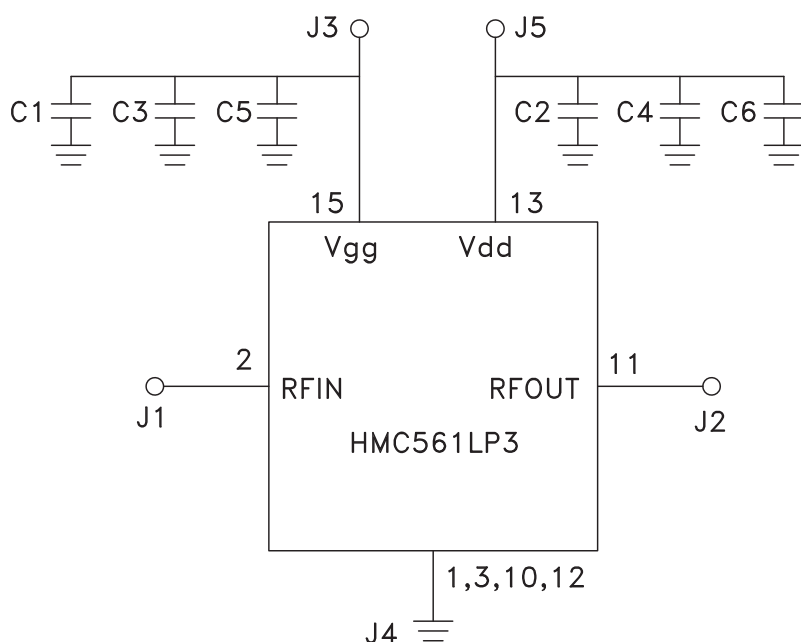 J3 J5
C1 C3 C5 C2 C4 C6
15 13
Vgg Vdd
2 11
RFIN RFOUT
J1 J2
HMC561LP3
1,3,10,12
J4